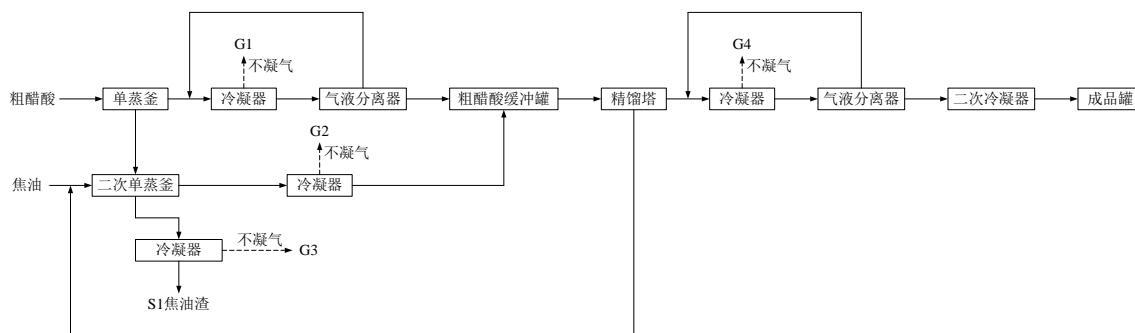 G1
不凝气
G4
不凝气
粗醋酸
单蒸釜
冷凝器
气液分离器
粗醋酸缓冲罐
精馏塔
冷凝器
气液分离器
二次冷凝器
成品罐
G2
不凝气
焦油
二次单蒸釜
冷凝器
不凝气
冷凝器
G3
S1焦油渣